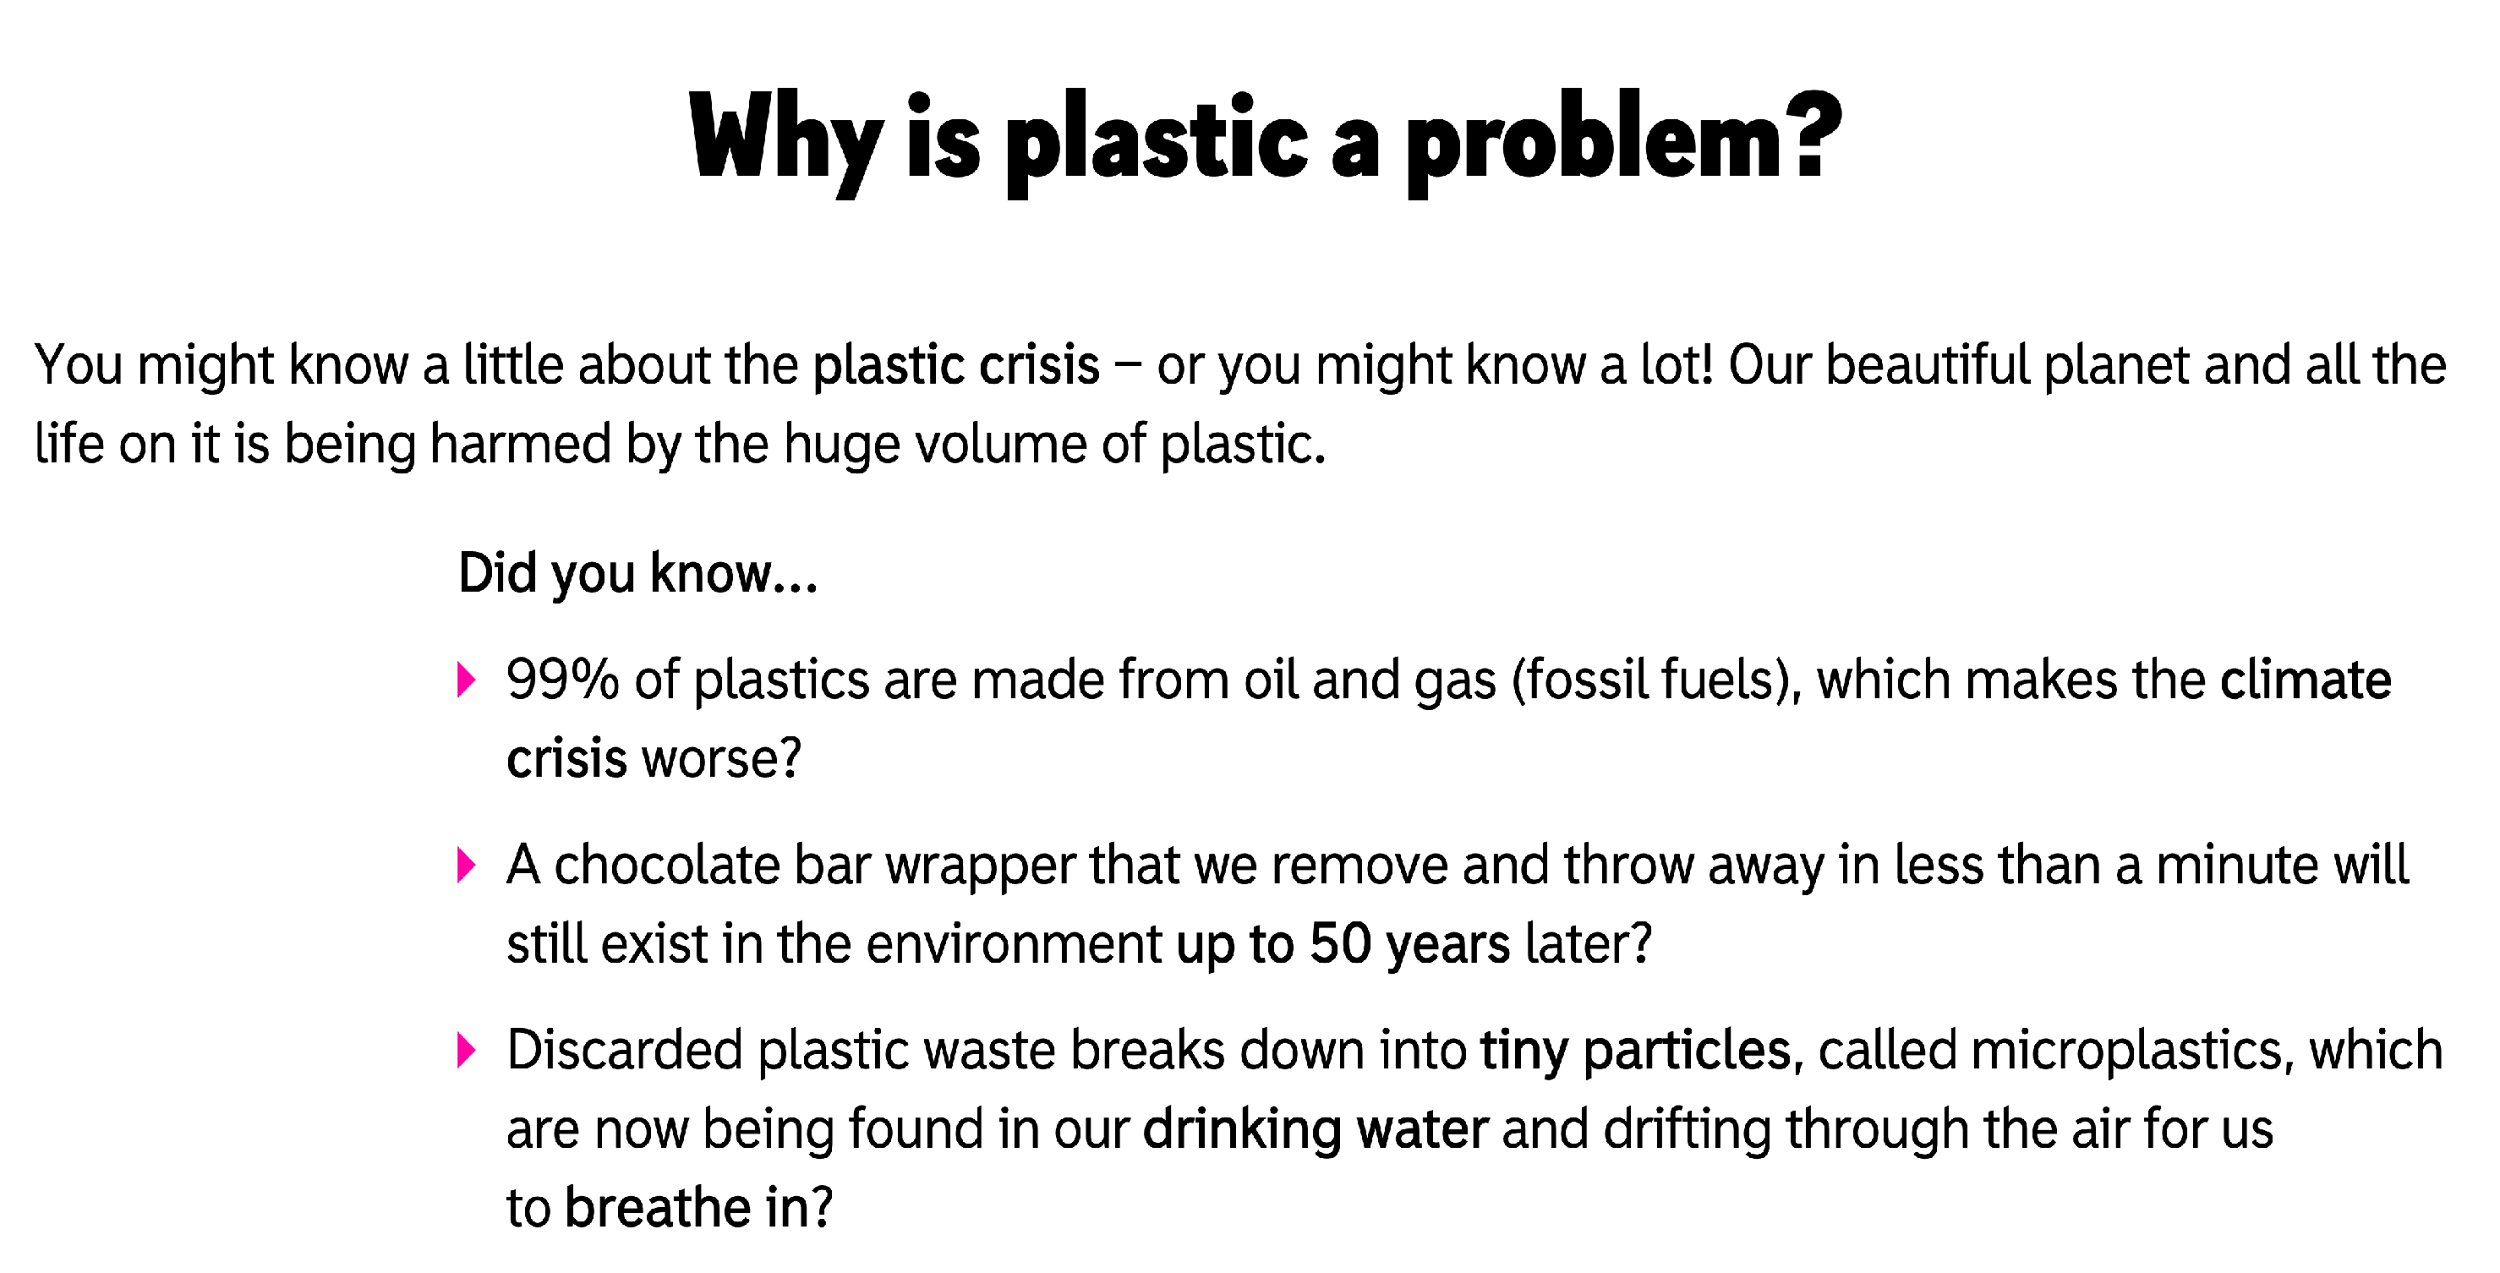 Why is plastic a problem?
You might know a little about the plastic crisis – or you might know a lot! Our beautiful planet and all the
life on it is being harmed by the huge volume of plastic.
Did you know...
99% of plastics are made from oil and gas (fossil fuels), which makes the climate
crisis worse?
A chocolate bar wrapper that we remove and throw away in less than a minute will
still exist in the environment up to 50 years later?
Discarded plastic waste breaks down into tiny particles, called microplastics, which
are now being found in our drinking water and drifting through the air for us
to breathe in?